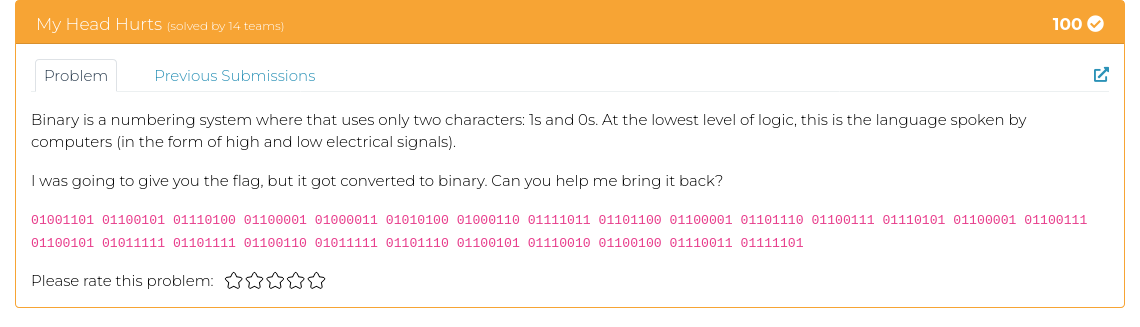 My Head Hurts (solved by 14 teams) 100
Problem Previous Submissions
Binary is a numbering system where that uses only two characters: 1s and 0s. At the lowest level of logic, this is the language spoken by
computers (in the form of high and low electrical signals).
I was going to give you the flag, but it got converted to binary. Can you help me bring it back?
01001101 01100101 01110100 01100001 01000011 01010100 01000110 01111011 01101100 01100001 01101110 01100111 01110101 01100001 01100111
01100101 01011111 01101111 01100110 01011111 01101110 01100101 01110010 01100100 01110011 01111101
Please rate this problem: